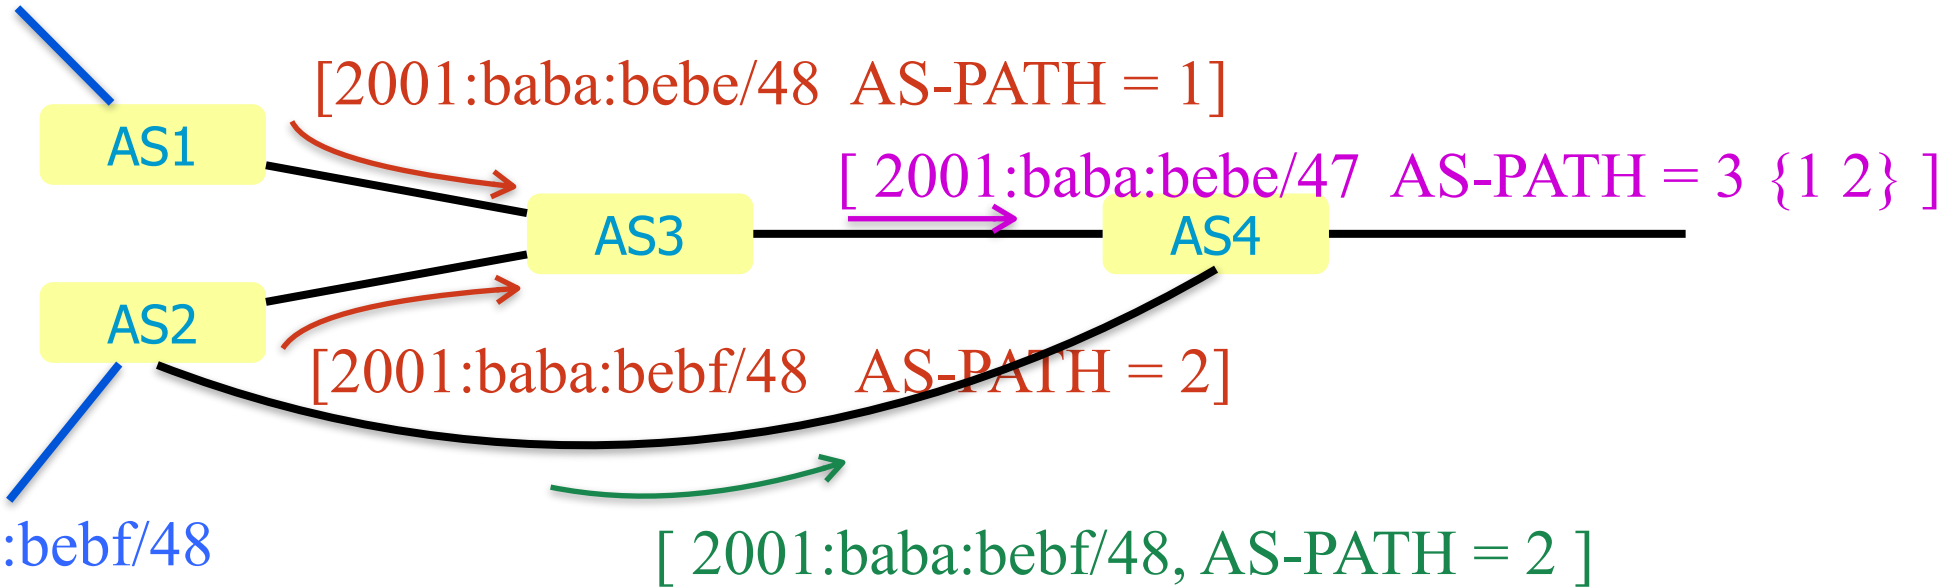 [2001:baba:bebe/48 AS-PATH = 1]
AS1
[ 2001:baba:bebe/47 AS-PATH = 3 {1 2} ]
AS3
AS4
AS2
[2001:baba:bebf/48 AS-PATH = 2]
:bebf/48
[ 2001:baba:bebf/48, AS-PATH = 2 ]